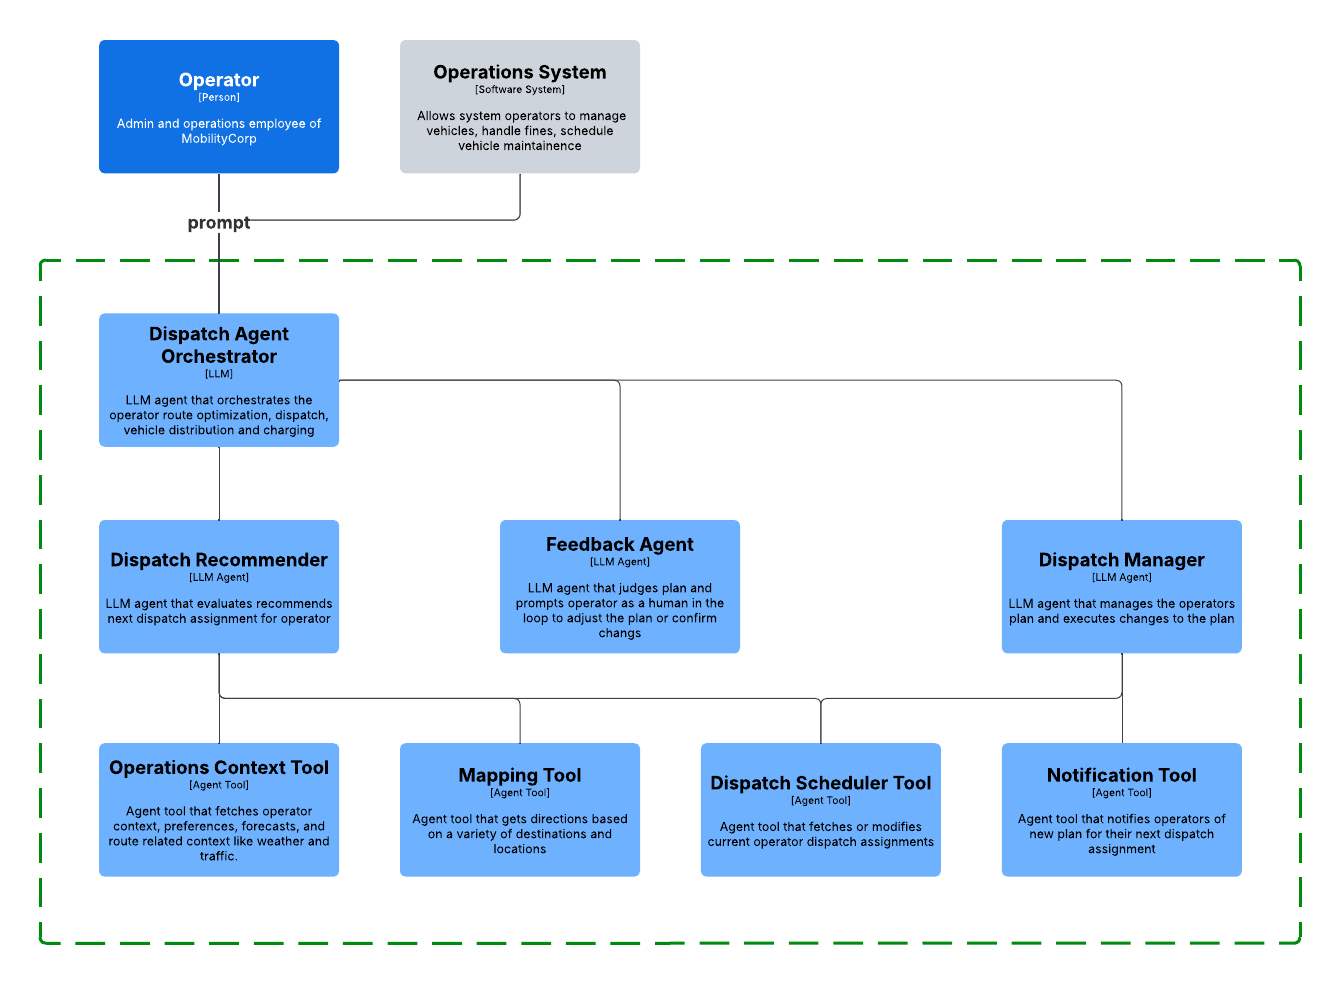 Operator
[Person]
Admin and operations employee of
MobilityCorp
Operations System
[Software System]
Allows system operators to manage
vehicles, handle fines, schedule
vehicle maintainence
prompt
Dispatch Agent
Orchestrator
[LLM]
LLM agent that orchestrates the
operator route optimization, dispatch,
vehicle distribution and charging
Dispatch Recommender
[LLM Agent]
LLM agent that evaluates recommends
next dispatch assignment for operator
Feedback Agent
[LLM Agent]
LLM agent that judges plan and
prompts operator as a human in the
loop to adjust the plan or confirm
changs
Dispatch Manager
[LLM Agent]
LLM agent that manages the operators
plan and executes changes to the plan
Operations Context Tool
[Agent Tool]
Agent tool that fetches operator
context, preferences, forecasts, and
route related context like weather and
traffic.
Mapping Tool
[Agent Tool]
Agent tool that gets directions based
on a variety of destinations and
locations
Dispatch Scheduler Tool
[Agent Tool]
Agent tool that fetches or modifies
current operator dispatch assignments
Notification Tool
[Agent Tool]
Agent tool that notifies operators of
new plan for their next dispatch
assignment